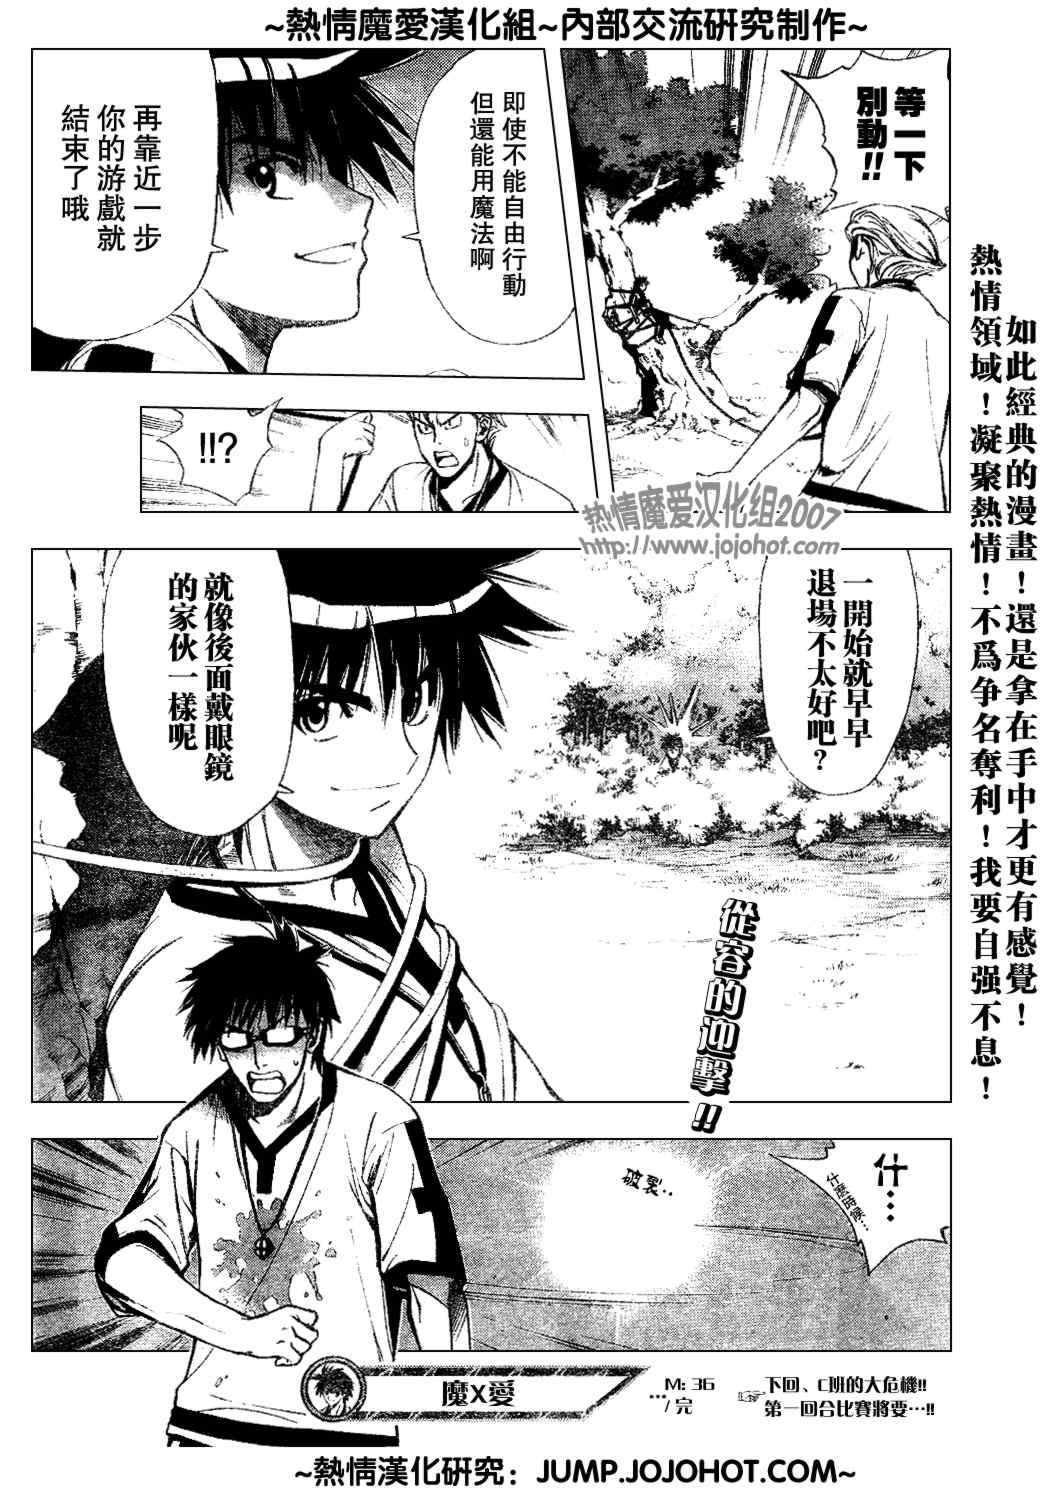 ~熱情魔愛漢化組~內部交流研究制作~
等一下
別動!!
即使不能自由行動
但還能用魔法啊
再靠近一步
你的游戲就
結束了哦
!!?
熱情魔爱汉化组2007
http://www.jojohot.com
一開始就早早
退場不太好吧?
就像後面戴眼鏡
的家伙一樣呢
從容的迎擊!!
什…
什麼時候…
破裂..
魔X愛
M: 36
…/完
☞下回、C班的大危機!!
第一回合比賽將要…!!
如此經典的漫畫！還是拿在手中才更有感覺！
熱情領域！凝聚熱情！不爲争名奪利！我要自强不息！
~熱情漢化研究：JUMP.JOJOHOT.COM~